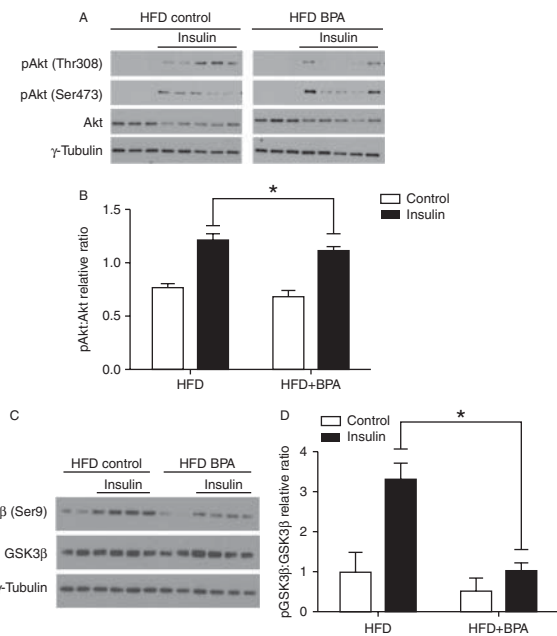 A
HFD control
HFD BPA
Insulin
Insulin
pAkt (Thr308)
pAkt (Ser473)
Akt
γ-Tubulin
B
*
Control
Insulin
pAkt:Akt relative ratio
1.5
1.0
0.5
0.0
HFD
HFD+BPA
C
HFD control
HFD BPA
Insulin
Insulin
β (Ser9)
GSK3β
γ-Tubulin
D
Control
Insulin
*
pGSK3β:GSK3β relative ratio
4
3
2
1
0
HFD
HFD+BPA